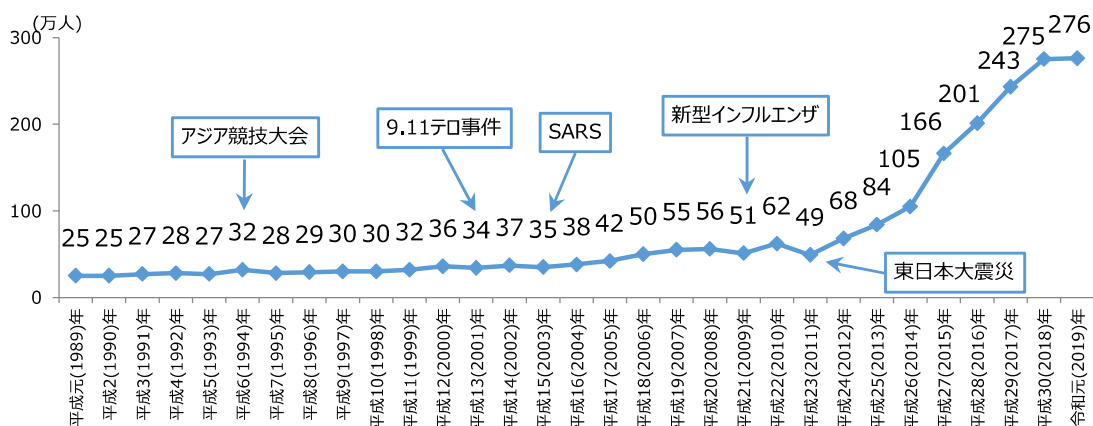 (万人)
300
200
100
0
アジア競技大会
9.11テロ事件
SARS
新型インフルエンザ
東日本大震災
25 25 27 28 27 32 28 29 30 30 32 36 34 37 35 38 42 50 55 56 51 62 49 68 84 105 166 201 243 275 276
平成元(1989)年
平成2(1990)年
平成3(1991)年
平成4(1992)年
平成5(1993)年
平成6(1994)年
平成7(1995)年
平成8(1996)年
平成9(1997)年
平成10(1998)年
平成11(1999)年
平成12(2000)年
平成13(2001)年
平成14(2002)年
平成15(2003)年
平成16(2004)年
平成17(2005)年
平成18(2006)年
平成19(2007)年
平成20(2008)年
平成21(2009)年
平成22(2010)年
平成23(2011)年
平成24(2012)年
平成25(2013)年
平成26(2014)年
平成27(2015)年
平成28(2016)年
平成29(2017)年
平成30(2018)年
令和元(2019)年